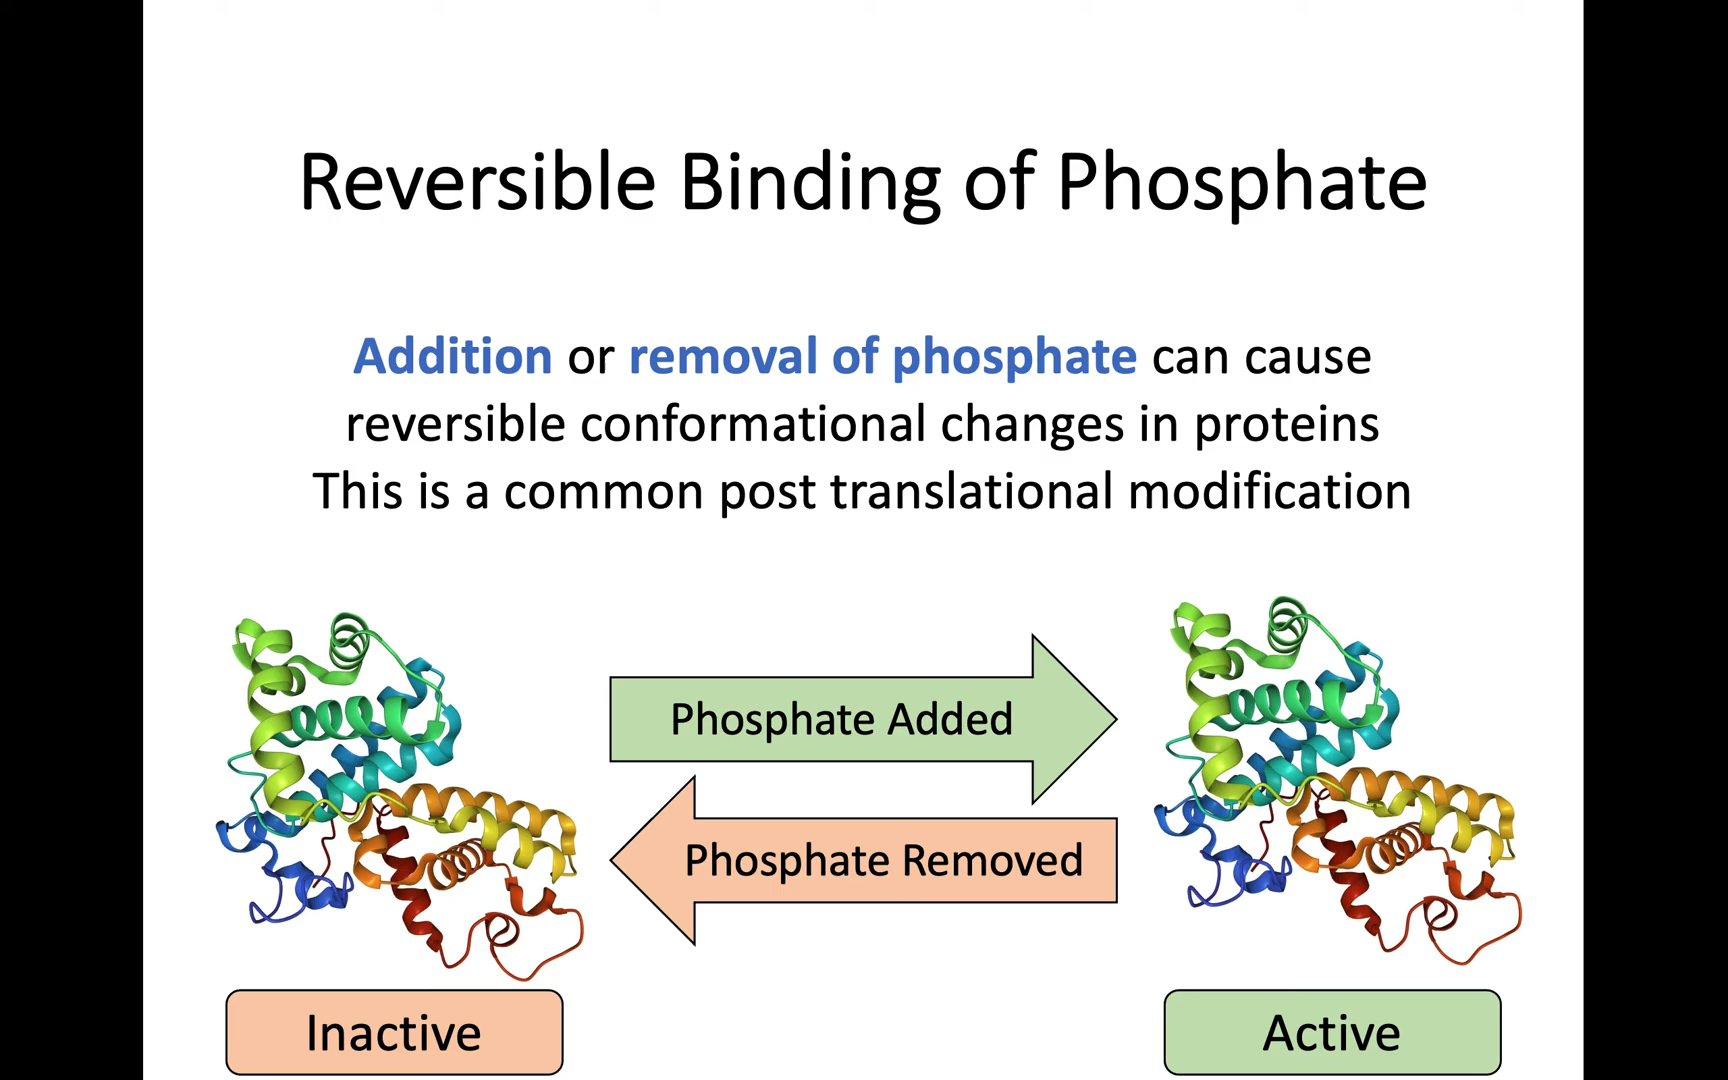 Reversible Binding of Phosphate
Addition or removal of phosphate can cause
reversible conformational changes in proteins
This is a common post translational modification
Phosphate Added
Phosphate Removed
Inactive
Active